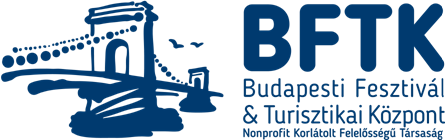 BFTK
Budapesti Fesztivál
& Turisztikai Központ
Nonprofit Korlátolt Felelősségű Társaság